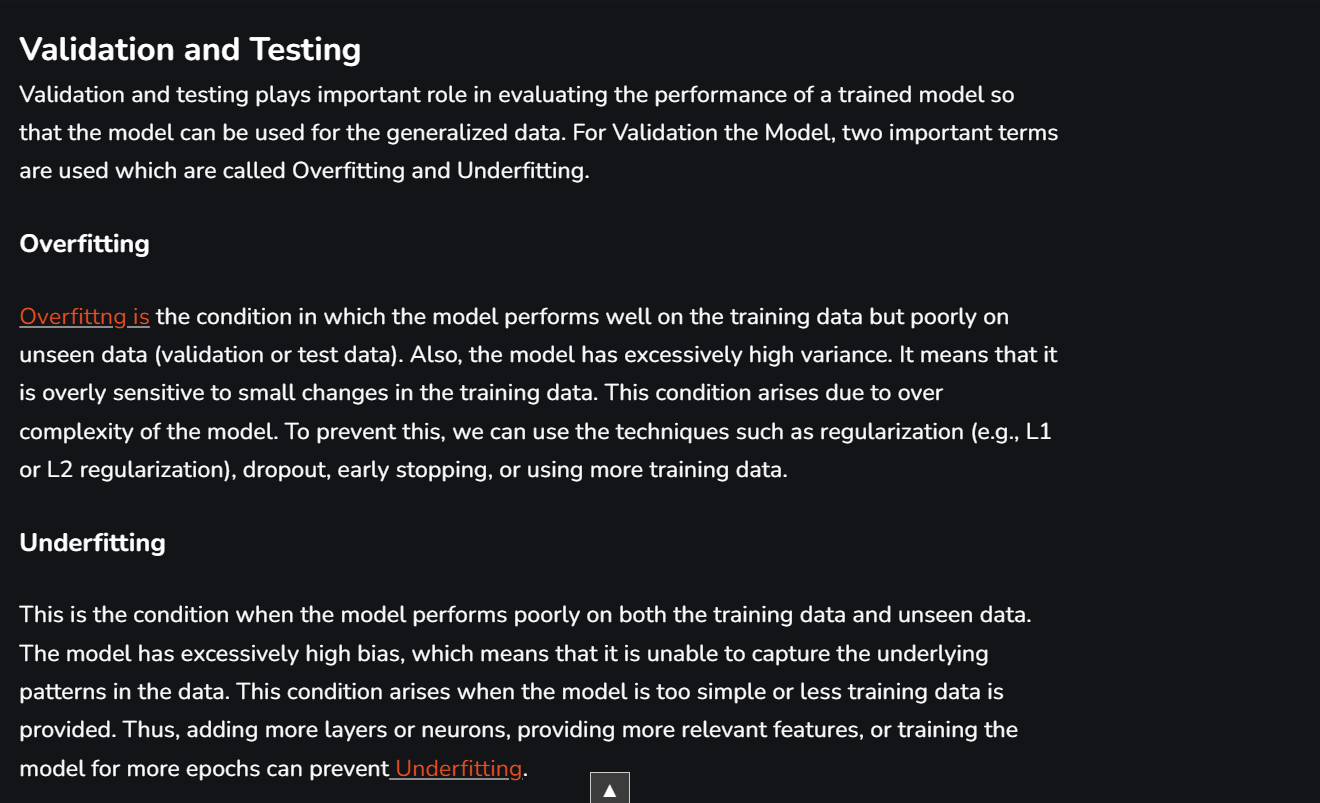 Validation and Testing
Validation and testing plays important role in evaluating the performance of a trained model so
that the model can be used for the generalized data. For Validation the Model, two important terms
are used which are called Overfitting and Underfitting.
Overfitting
Overfittng is the condition in which the model performs well on the training data but poorly on
unseen data (validation or test data). Also, the model has excessively high variance. It means that it
is overly sensitive to small changes in the training data. This condition arises due to over
complexity of the model. To prevent this, we can use the techniques such as regularization (e.g., L1
or L2 regularization), dropout, early stopping, or using more training data.
Underfitting
This is the condition when the model performs poorly on both the training data and unseen data.
The model has excessively high bias, which means that it is unable to capture the underlying
patterns in the data. This condition arises when the model is too simple or less training data is
provided. Thus, adding more layers or neurons, providing more relevant features, or training the
model for more epochs can prevent Underfitting.